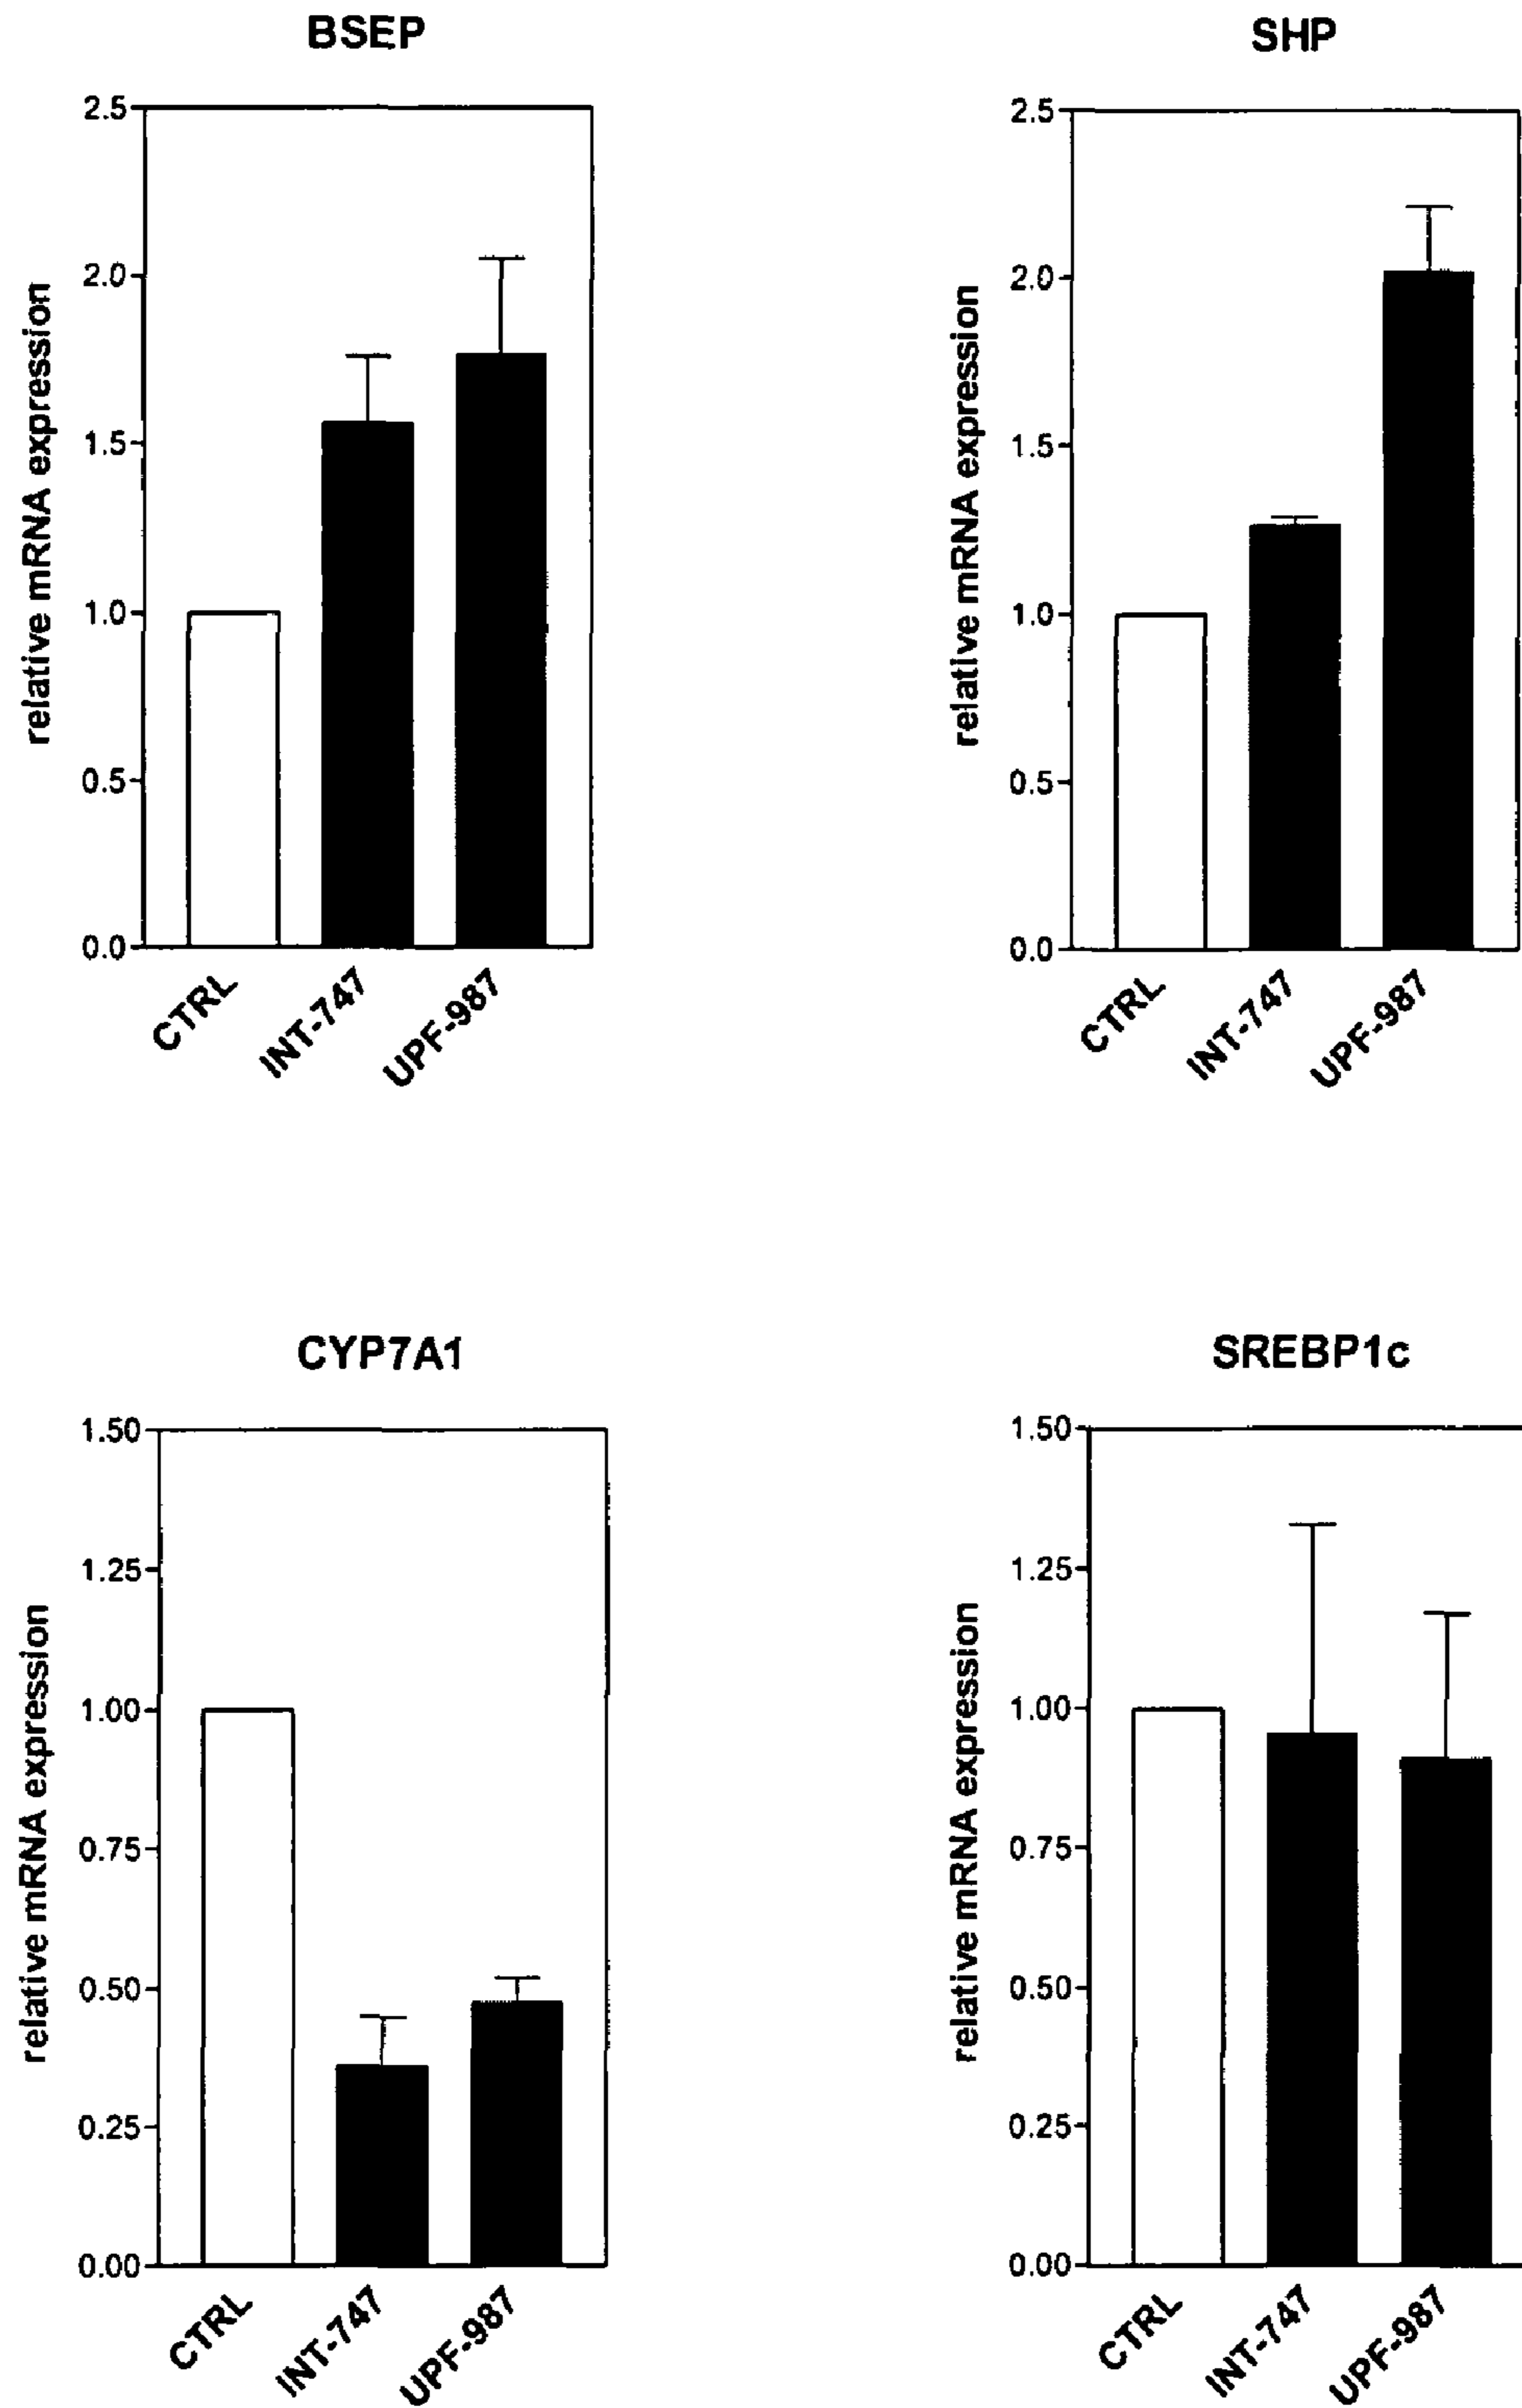 BSEP
relative mRNA expression
2.5
2.0
1.5
1.0
0.5
0.0
CTRL
INT-747
UPF-987
SHP
relative mRNA expression
2.5
2.0
1.5
1.0
0.5
0.0
CTRL
INT-747
UPF-987
CYP7A1
relative mRNA expression
1.50
1.25
1.00
0.75
0.50
0.25
0.00
CTRL
INT-747
UPF-987
SREBP1c
relative mRNA expression
1.50
1.25
1.00
0.75
0.50
0.25
0.00
CTRL
INT-747
UPF-987